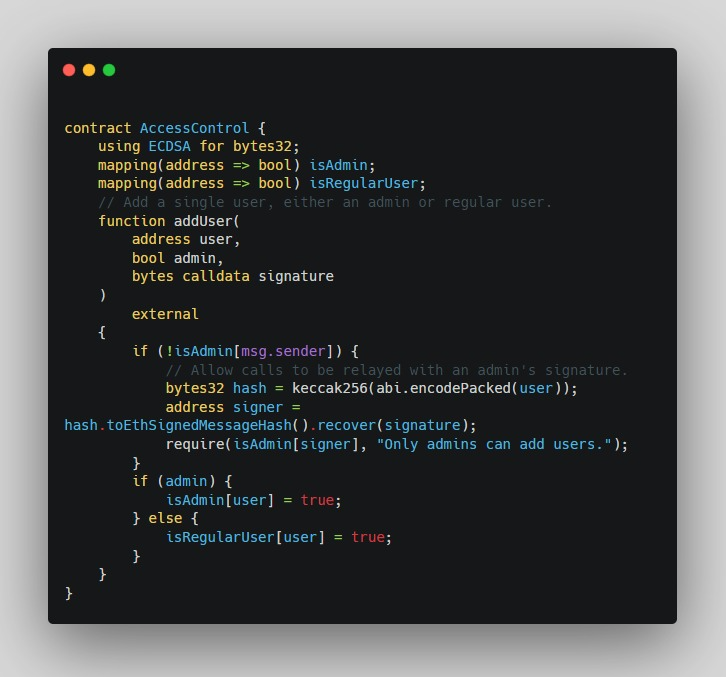 contract AccessControl {
    using ECDSA for bytes32;
    mapping(address => bool) isAdmin;
    mapping(address => bool) isRegularUser;
    // Add a single user, either an admin or regular user.
    function addUser(
        address user,
        bool admin,
        bytes calldata signature
    )
        external
    {
        if (!isAdmin[msg.sender]) {
            // Allow calls to be relayed with an admin's signature.
            bytes32 hash = keccak256(abi.encodePacked(user));
            address signer =
hash.toEthSignedMessageHash().recover(signature);
            require(isAdmin[signer], "Only admins can add users.");
        }
        if (admin) {
            isAdmin[user] = true;
        } else {
            isRegularUser[user] = true;
        }
    }
}